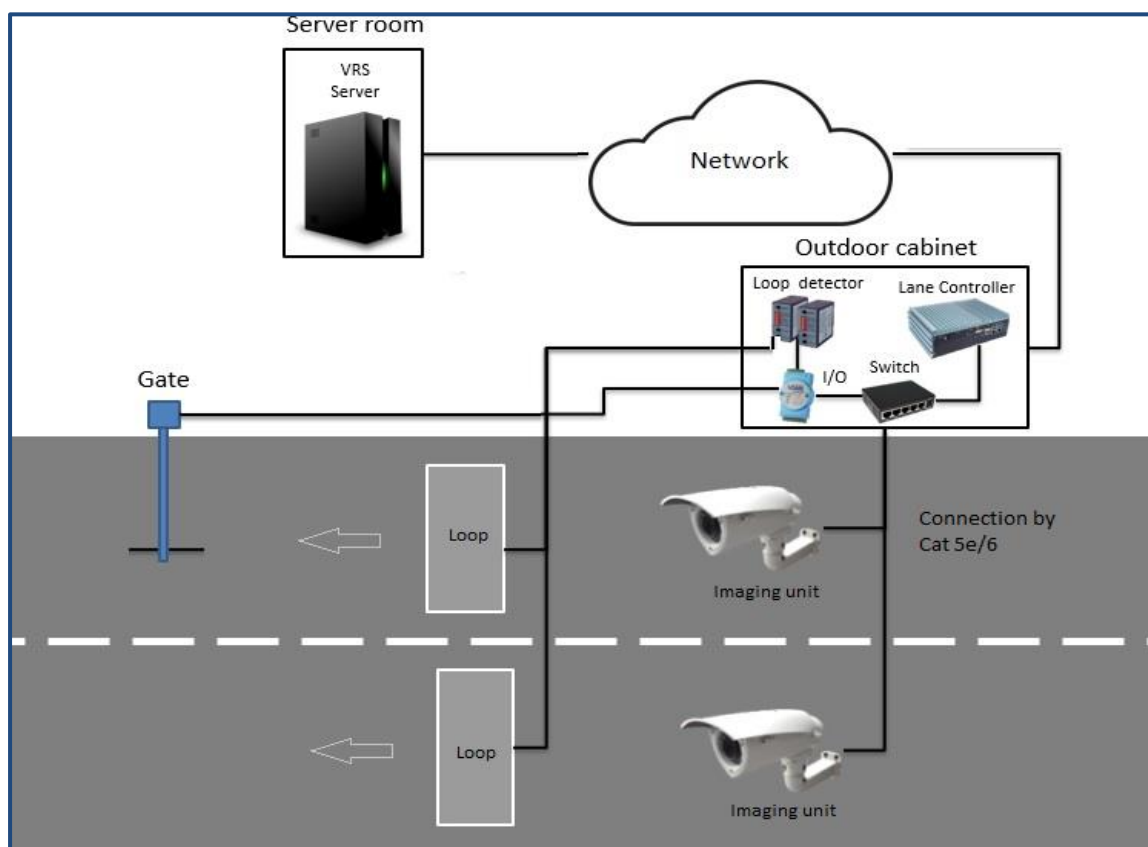 Server room
VRS
Server
Network
Outdoor cabinet
Loop detector
Lane Controller
I/O
Switch
Gate
Loop
Connection by
Cat 5e/6
Imaging unit
Loop
Imaging unit